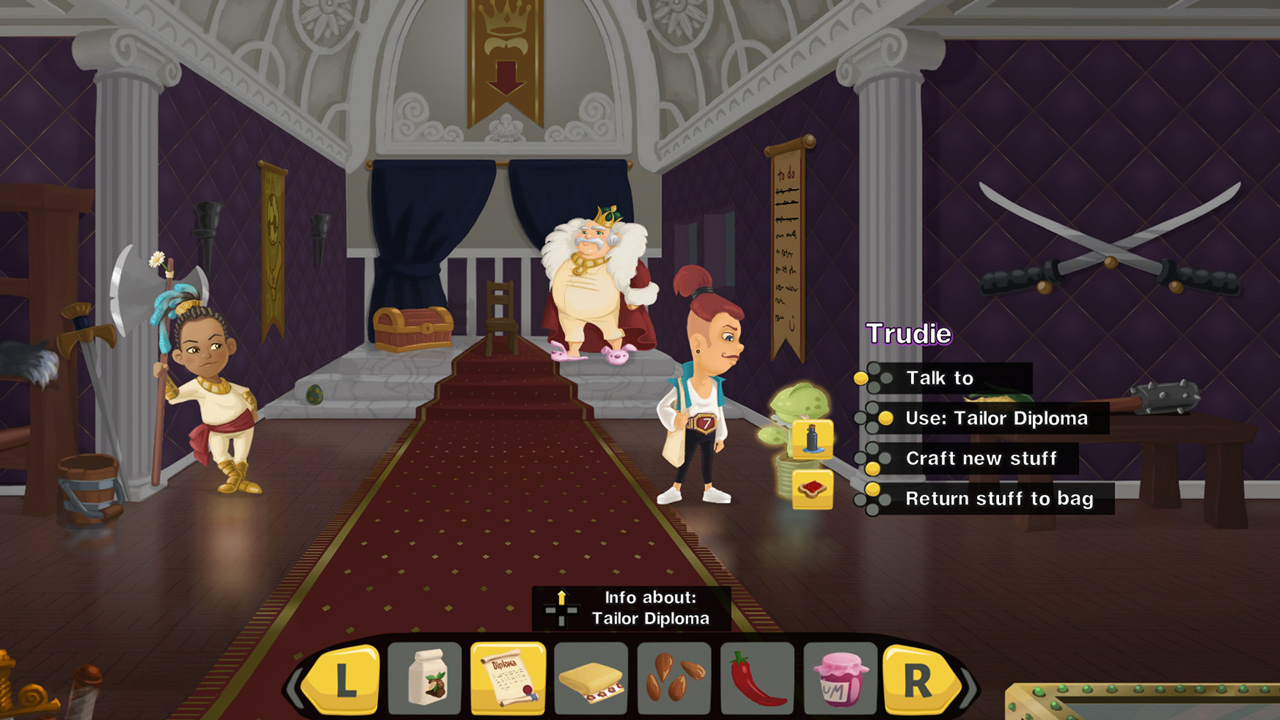 to do
7
Trudie
Talk to
Use: Tailor Diploma
Craft new stuff
Return stuff to bag
Info about:
Tailor Diploma
L
Diploma
UM
R